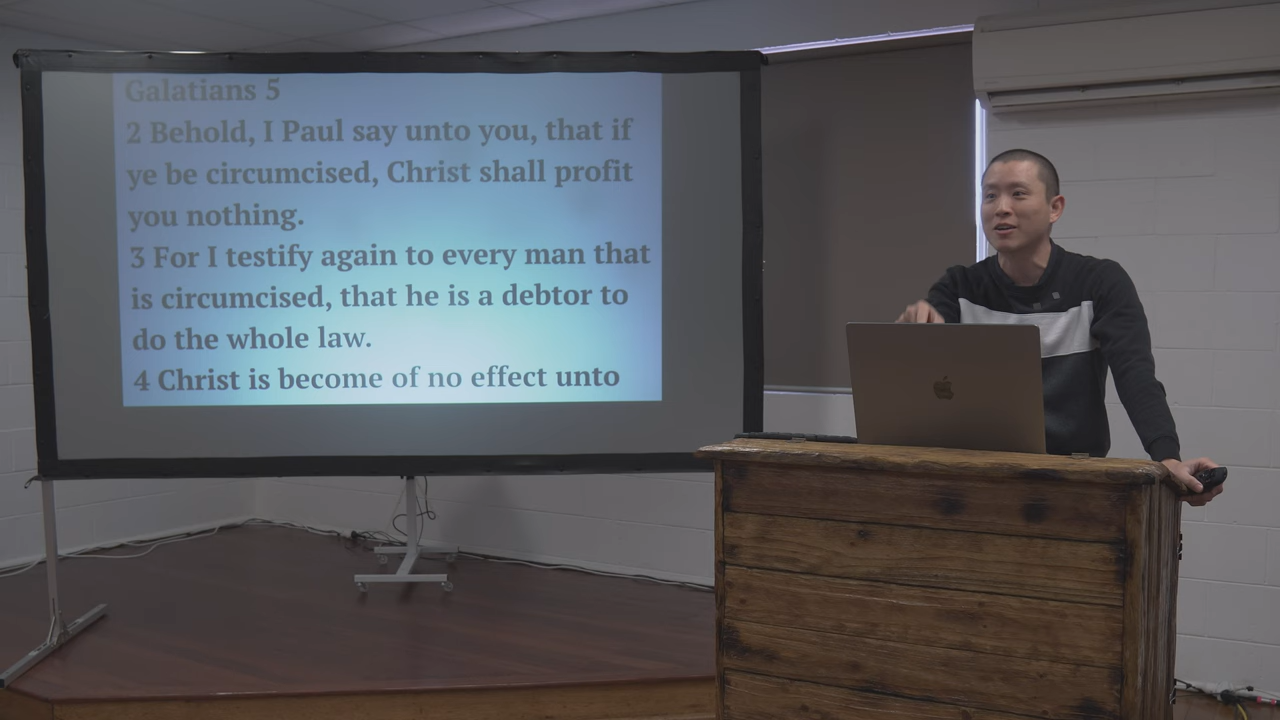 Galatians 5
2 Behold, I Paul say unto you, that if
ye be circumcised, Christ shall profit
you nothing.
3 For I testify again to every man that
is circumcised, that he is a debtor to
do the whole law.
4 Christ is become of no effect unto